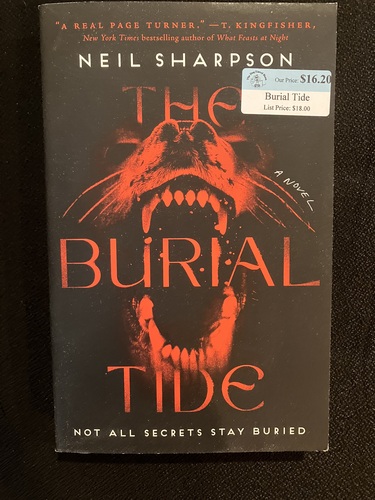 "A REAL PAGE TURNER." —T. KINGFISHER,
New York Times bestselling author of What Feasts at Night
NEIL SHARPSON
Our Price: $16.20
Burial Tide
List Price: $18.00
THE
A NOVEL
BURIAL
TIDE
NOT ALL SECRETS STAY BURIED